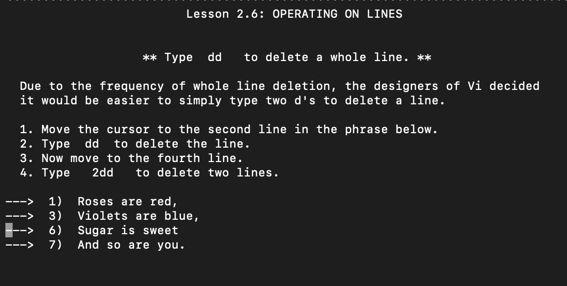 Lesson 2.6: OPERATING ON LINES
** Type  dd   to delete a whole line. **
Due to the frequency of whole line deletion, the designers of Vi decided
it would be easier to simply type two d's to delete a line.
1. Move the cursor to the second line in the phrase below.
2. Type  dd  to delete the line.
3. Now move to the fourth line.
4. Type   2dd   to delete two lines.
--->  1)  Roses are red,
--->  3)  Violets are blue,
--->  6)  Sugar is sweet
--->  7)  And so are you.